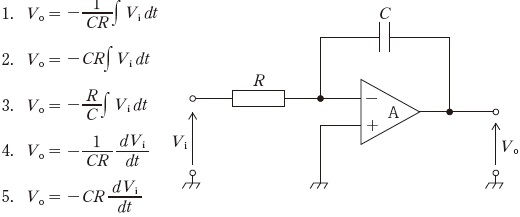 1. Vₒ = −1/CR ∫ Vᵢ dt
2. Vₒ = −CR∫ Vᵢ dt
3. Vₒ = −R/C ∫ Vᵢ dt
4. Vₒ = −1/CR dVᵢ/dt
5. Vₒ = −CR dVᵢ/dt
C
R
−
A
+
Vᵢ
Vₒ